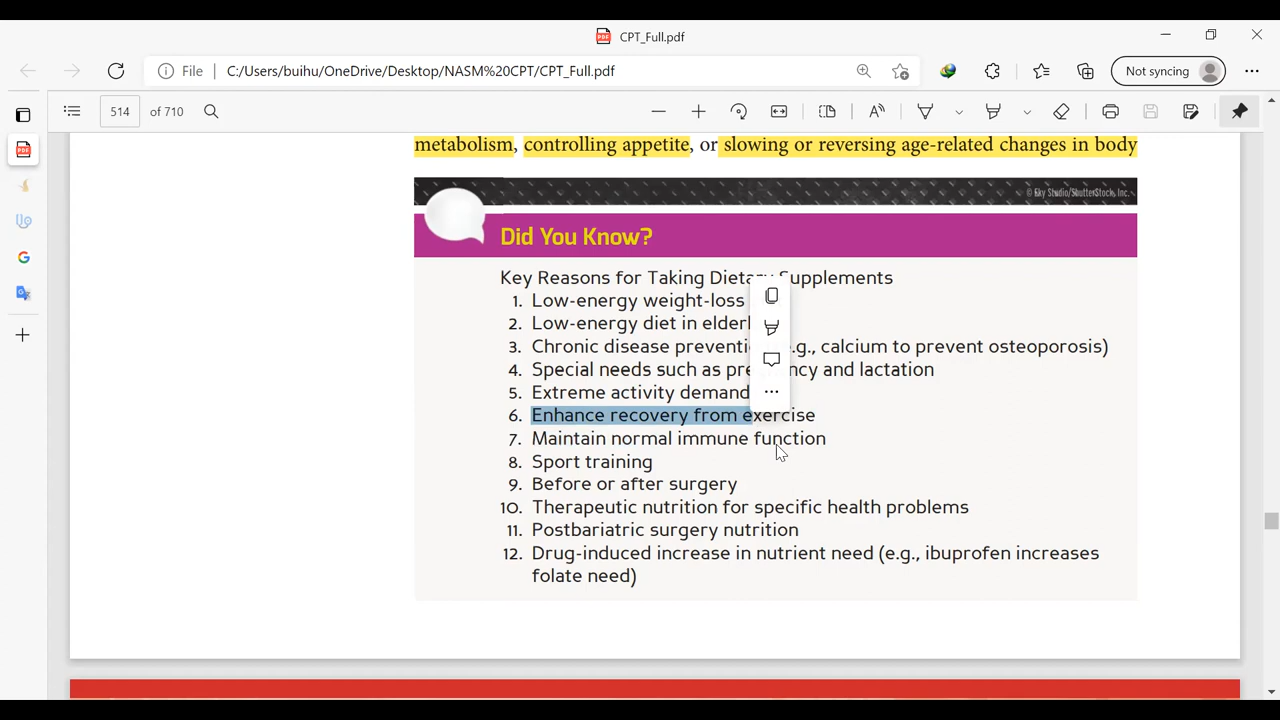 CPT_Full.pdf
File
C:/Users/buihu/OneDrive/Desktop/NASM%20CPT/CPT_Full.pdf
Not syncing
514 of 710
metabolism, controlling appetite, or slowing or reversing age-related changes in body
© Eky Studio/ShutterStock, Inc.
Did You Know?
Key Reasons for Taking Dietary Supplements
1. Low-energy weight-loss
2. Low-energy diet in elderl
3. Chronic disease preventi .g., calcium to prevent osteoporosis)
4. Special needs such as pre ncy and lactation
5. Extreme activity demand
6. Enhance recovery from exercise
7. Maintain normal immune function
8. Sport training
9. Before or after surgery
10. Therapeutic nutrition for specific health problems
11. Postbariatric surgery nutrition
12. Drug-induced increase in nutrient need (e.g., ibuprofen increases
folate need)